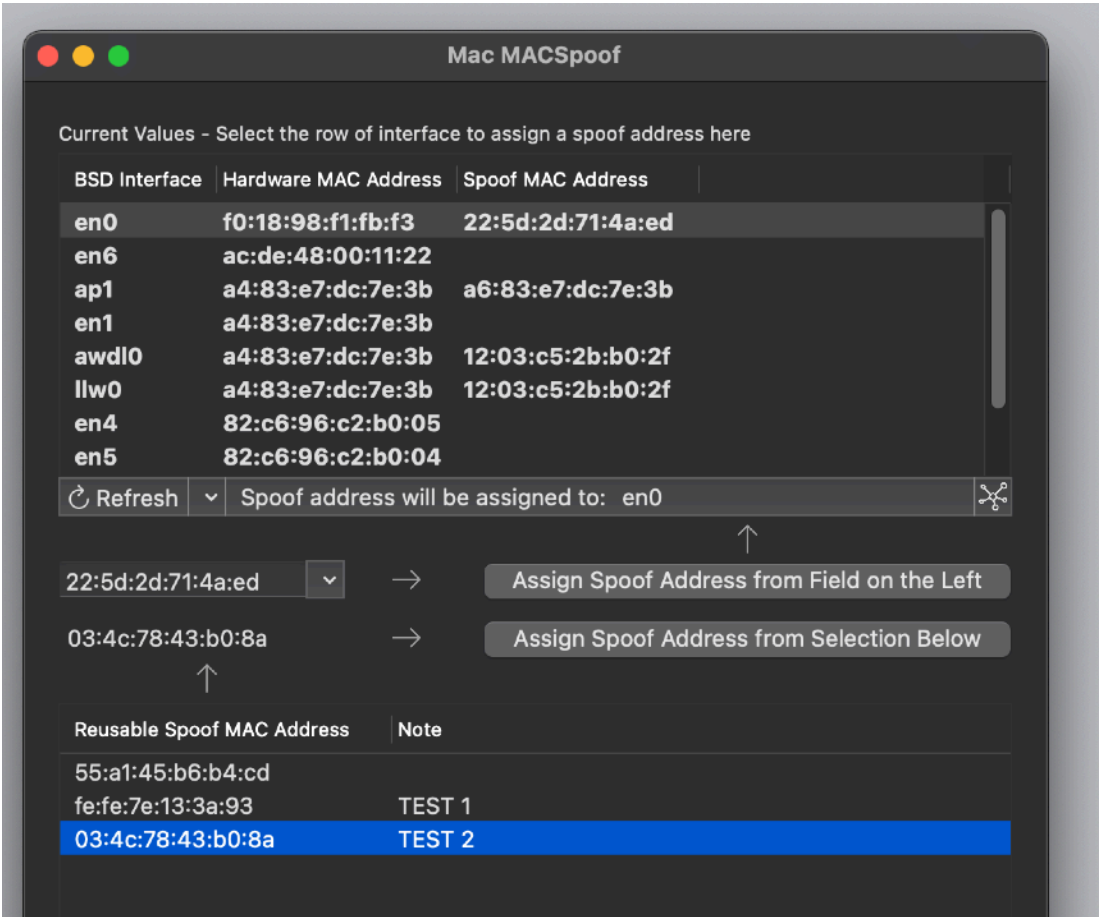 Mac MACSpoof
Current Values - Select the row of interface to assign a spoof address here
BSD Interface Hardware MAC Address Spoof MAC Address
en0 f0:18:98:f1:fb:f3 22:5d:2d:71:4a:ed
en6 ac:de:48:00:11:22
ap1 a4:83:e7:dc:7e:3b a6:83:e7:dc:7e:3b
en1 a4:83:e7:dc:7e:3b
awdl0 a4:83:e7:dc:7e:3b 12:03:c5:2b:b0:2f
llw0 a4:83:e7:dc:7e:3b 12:03:c5:2b:b0:2f
en4 82:c6:96:c2:b0:05
en5 82:c6:96:c2:b0:04
Refresh Spoof address will be assigned to: en0
22:5d:2d:71:4a:ed Assign Spoof Address from Field on the Left
03:4c:78:43:b0:8a Assign Spoof Address from Selection Below
Reusable Spoof MAC Address Note
55:a1:45:b6:b4:cd
fe:fe:7e:13:3a:93 TEST 1
03:4c:78:43:b0:8a TEST 2